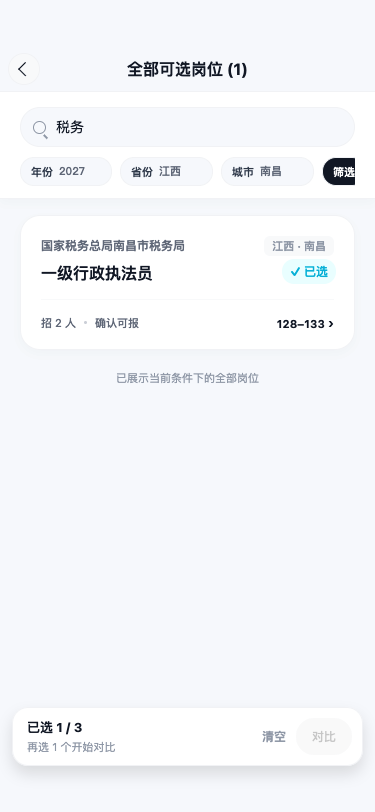 全部可选岗位 (1)
税务
年份 2027 省份 江西 城市 南昌 筛选
国家税务总局南昌市税务局 江西 · 南昌
一级行政执法员 ✓ 已选
招 2 人 · 确认可报 128–133 ›
已展示当前条件下的全部岗位
已选 1 / 3
再选 1 个开始对比
清空 对比